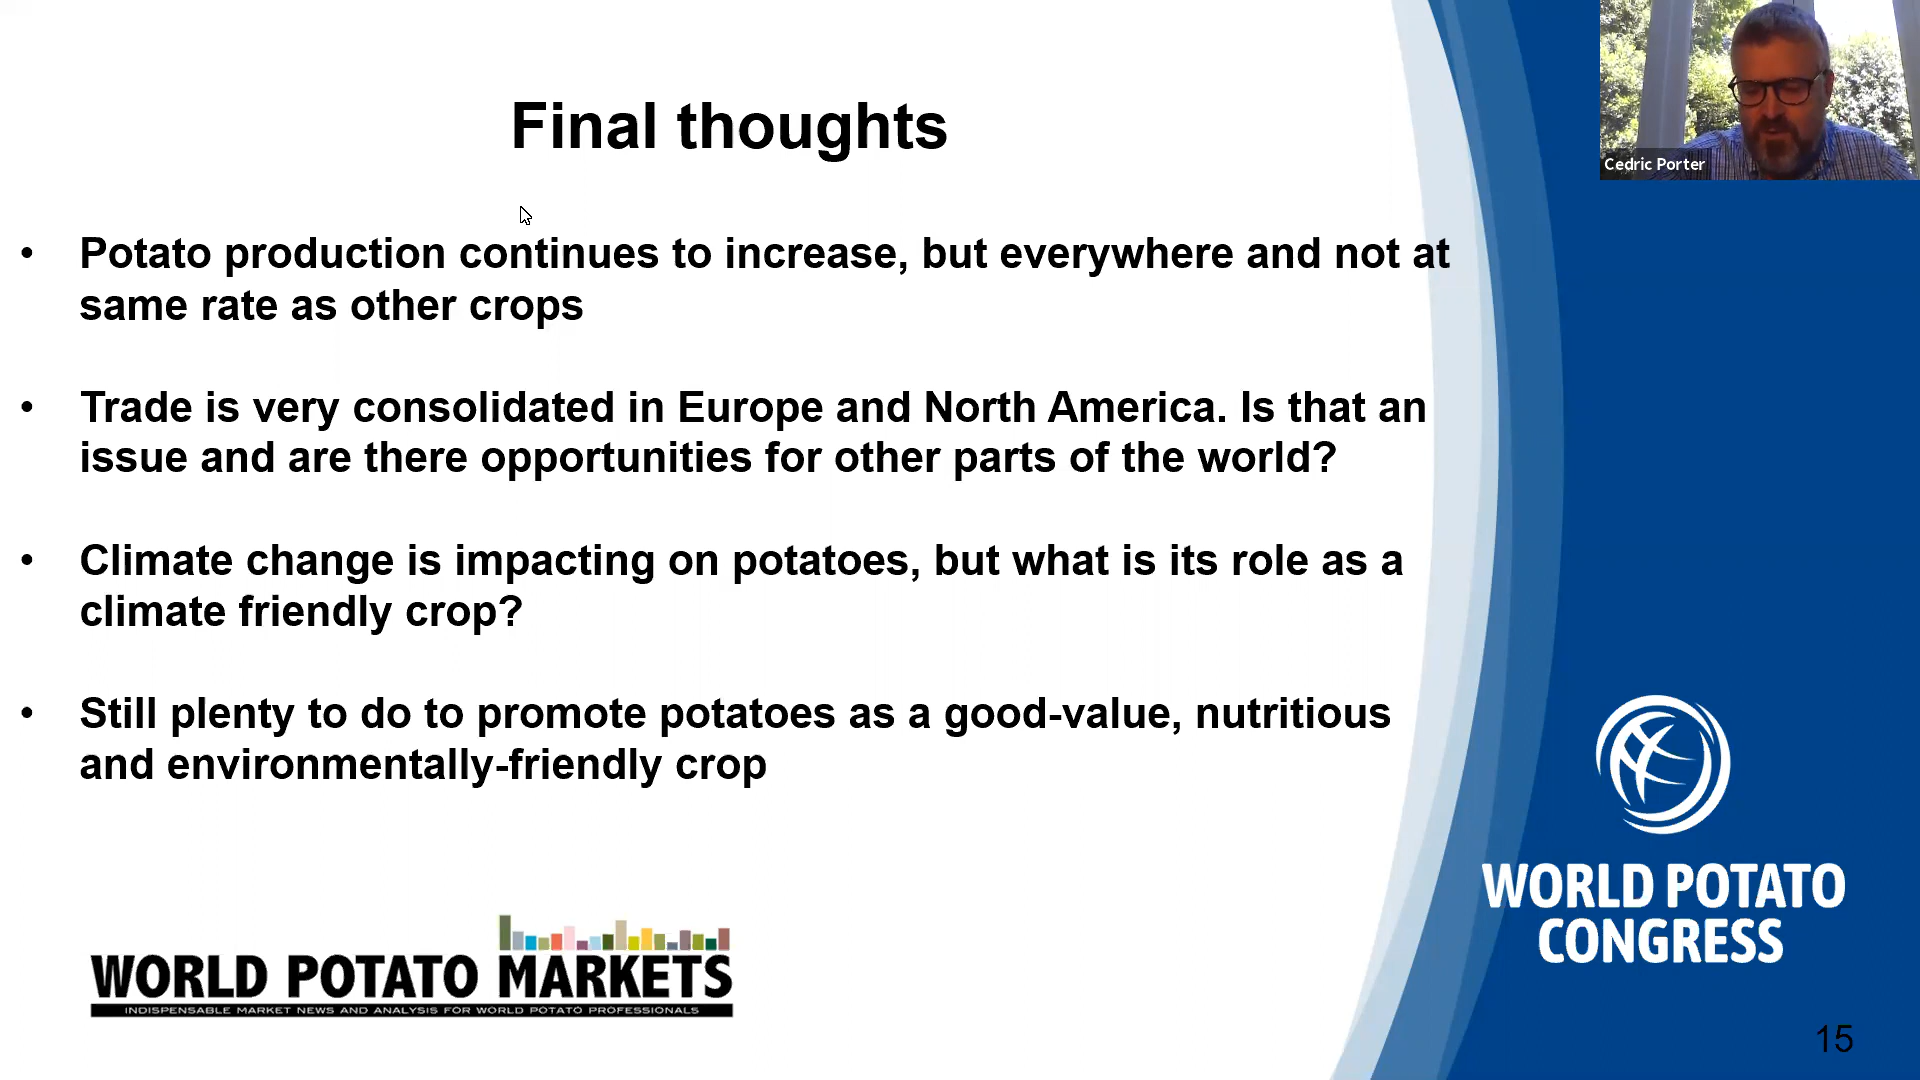 Final thoughts
Cedric Porter
• Potato production continues to increase, but everywhere and not at
same rate as other crops
• Trade is very consolidated in Europe and North America. Is that an
issue and are there opportunities for other parts of the world?
• Climate change is impacting on potatoes, but what is its role as a
climate friendly crop?
• Still plenty to do to promote potatoes as a good-value, nutritious
and environmentally-friendly crop
WORLD POTATO MARKETS
INDISPENSABLE MARKET NEWS AND ANALYSIS FOR WORLD POTATO PROFESSIONALS
WORLD POTATO
CONGRESS
15